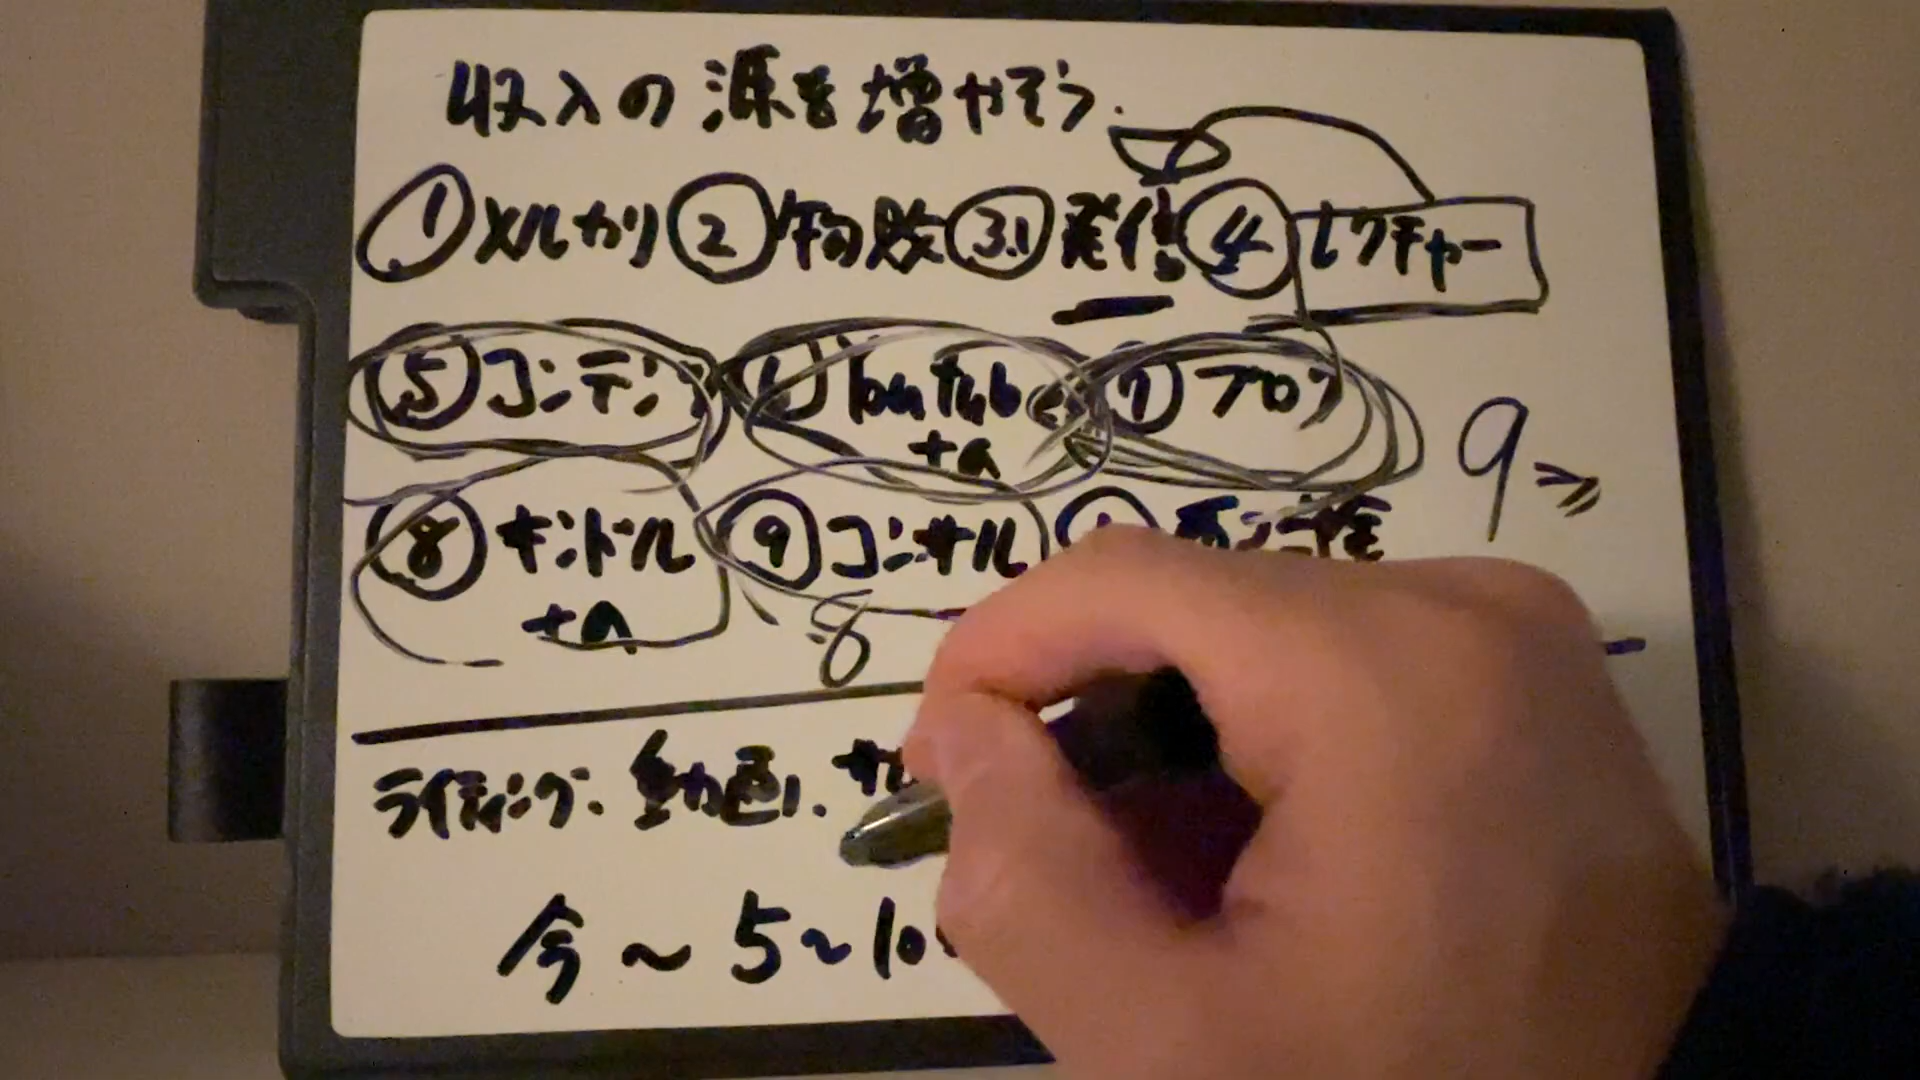 収入の源を増やそう.
① メルカリ ② 物販 3.1 発信 ④ レクチャー
⑤ コンテンツ ⑥ Youtube ⑦ ブログ
+α
9
⑧ キンドル ⑨ コンサル
+α
8
ライティング. 動画.
今～5～10